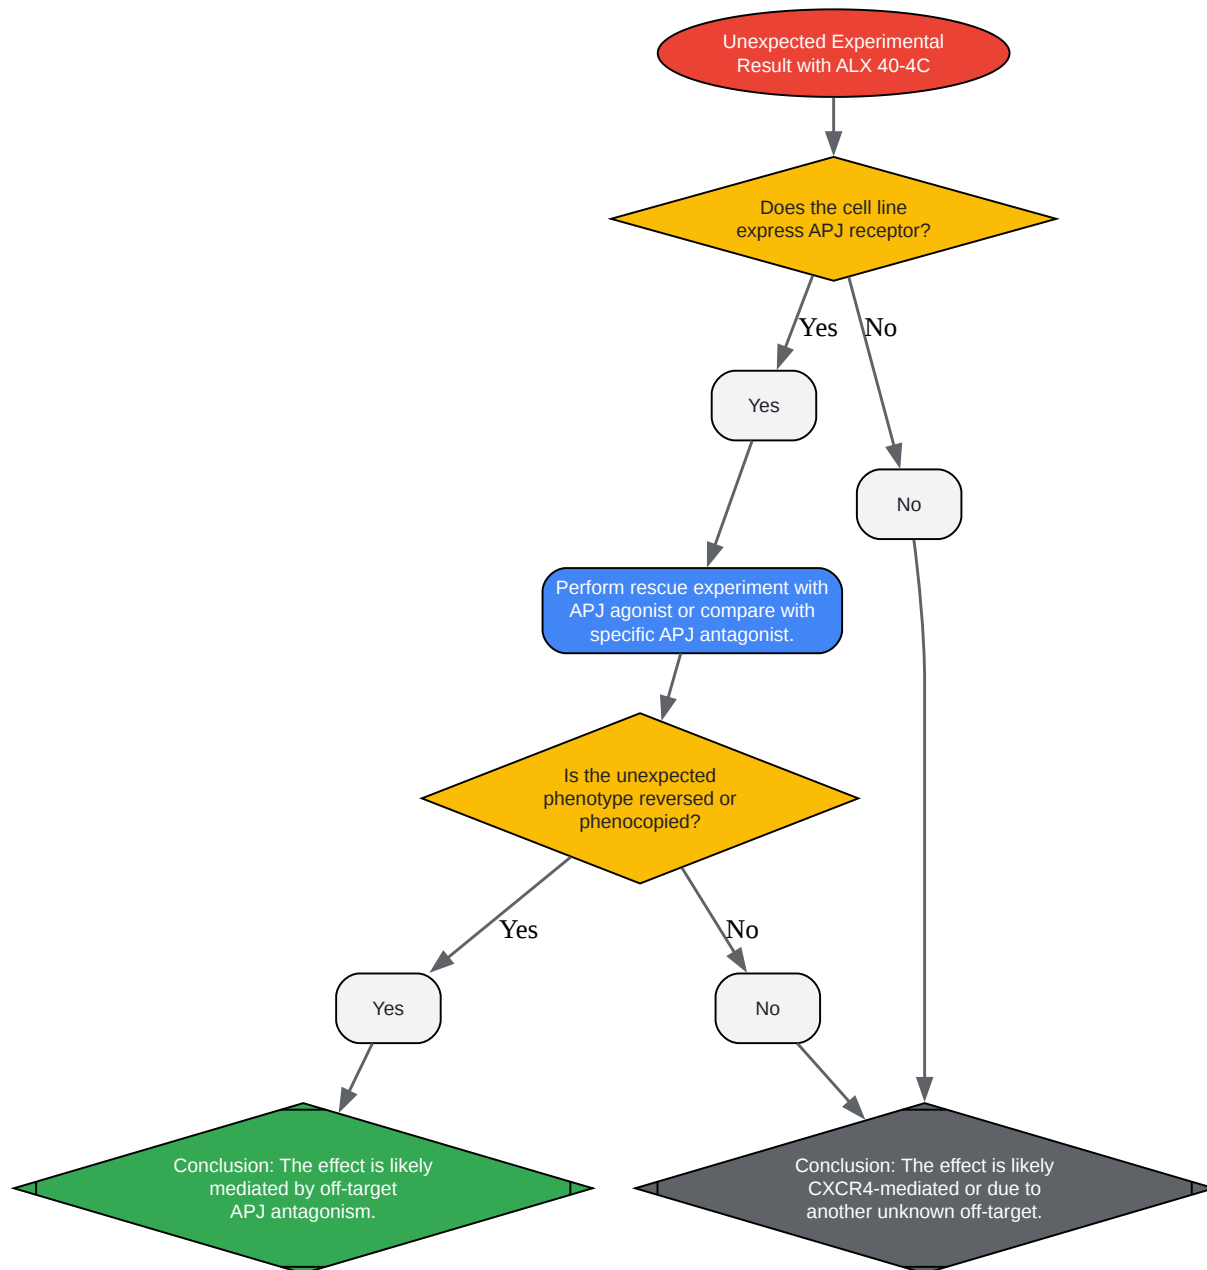 Unexpected Experimental
Result with ALX 40-4C
Does the cell line
express APJ receptor?
Yes
No
Yes
No
Perform rescue experiment with
APJ agonist or compare with
specific APJ antagonist.
Is the unexpected
phenotype reversed or
phenocopied?
Yes
No
Yes
No
Conclusion: The effect is likely
mediated by off-target
APJ antagonism.
Conclusion: The effect is likely
CXCR4-mediated or due to
another unknown off-target.